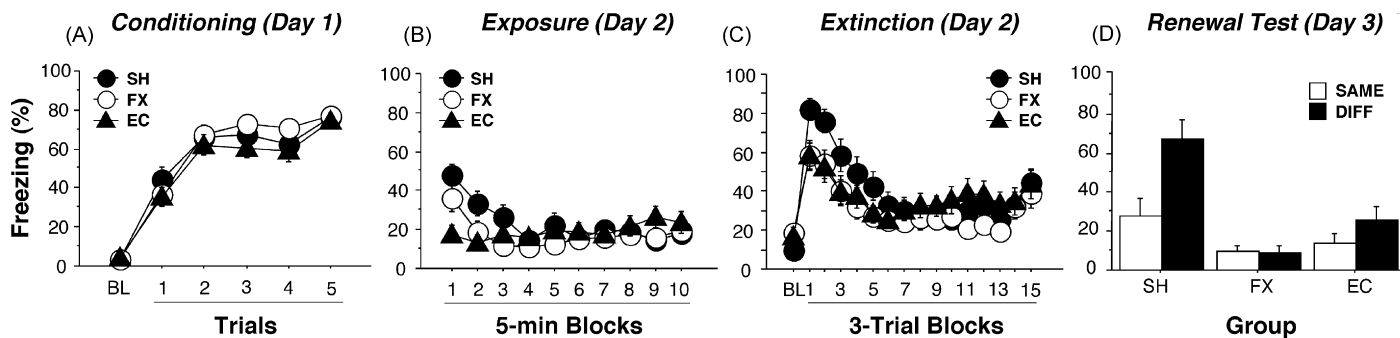 (A) Conditioning (Day 1)
Freezing (%)
100
80
60
40
20
0
SH
FX
EC
BL 1 2 3 4 5
Trials
(B) Exposure (Day 2)
100
80
60
40
20
0
SH
FX
EC
1 2 3 4 5 6 7 8 9 10
5-min Blocks
(C) Extinction (Day 2)
100
80
60
40
20
0
SH
FX
EC
BL 1 3 5 7 9 11 13 15
3-Trial Blocks
(D) Renewal Test (Day 3)
100
80
60
40
20
0
SAME
DIFF
SH FX EC
Group